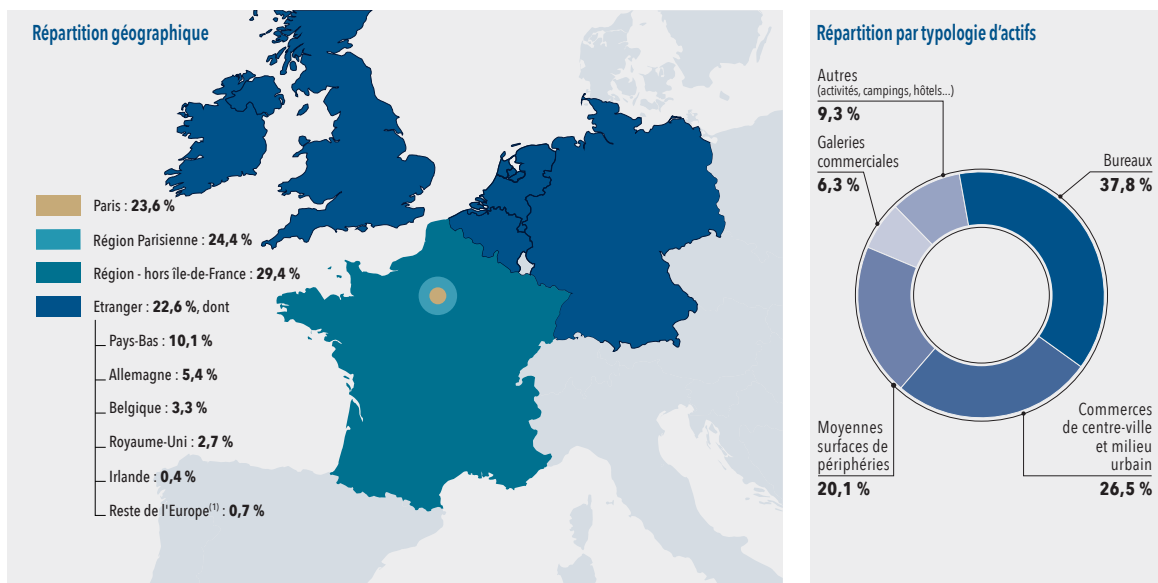 Répartition géographique
Paris : 23,6 %
Région Parisienne : 24,4 %
Région - hors île-de-France : 29,4 %
Etranger : 22,6 %, dont
Pays-Bas : 10,1 %
Allemagne : 5,4 %
Belgique : 3,3 %
Royaume-Uni : 2,7 %
Irlande : 0,4 %
Reste de l'Europe(1) : 0,7 %
Répartition par typologie d'actifs
Autres
(activités, campings, hôtels...)
9,3 %
Galeries
commerciales
6,3 %
Bureaux
37,8 %
Moyennes
surfaces de
périphéries
20,1 %
Commerces
de centre-ville
et milieu
urbain
26,5 %